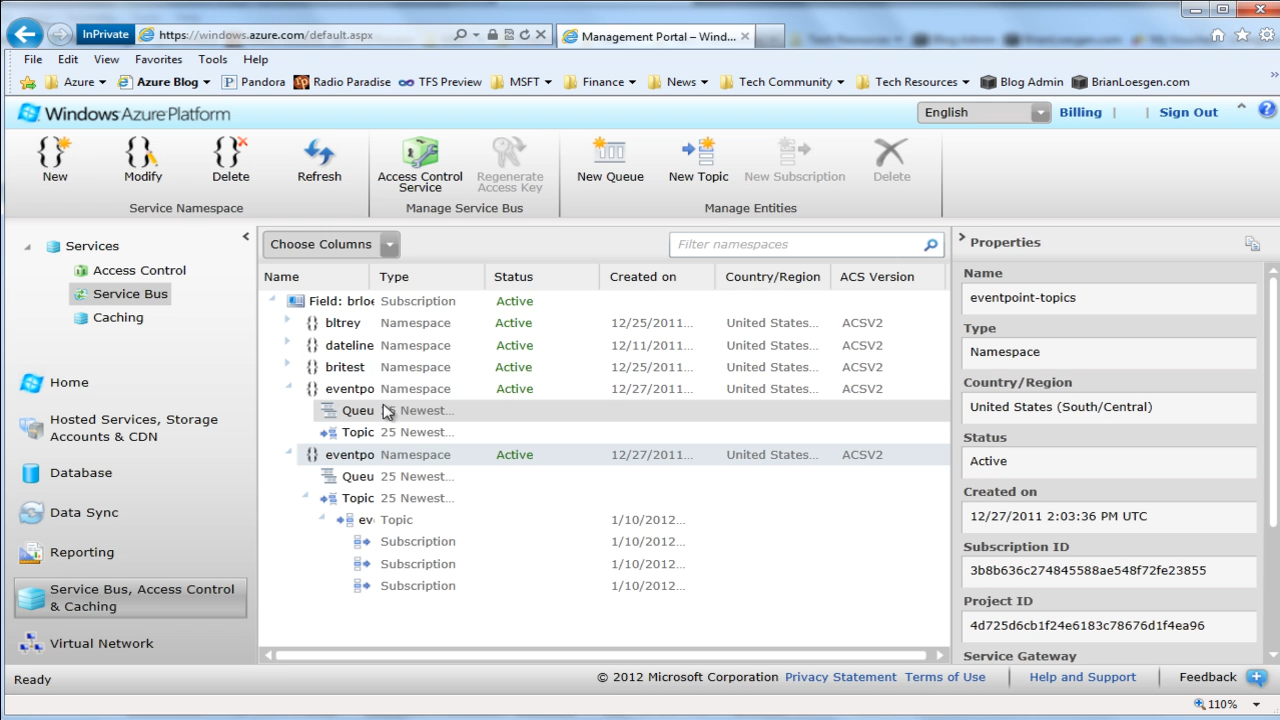 InPrivate
https://windows.azure.com/default.aspx
Management Portal – Wind...
File Edit View Favorites Tools Help
Azure Azure Blog Pandora Radio Paradise TFS Preview MSFT Finance News Tech Community Tech Resources Blog Admin BrianLoesgen.com
Windows Azure Platform
English
Billing | | Sign Out
New Modify Delete Refresh Access Control Service Regenerate Access Key New Queue New Topic New Subscription Delete
Service Namespace Manage Service Bus Manage Entities
Services
Access Control
Service Bus
Caching
Home
Hosted Services, Storage
Accounts & CDN
Database
Data Sync
Reporting
Service Bus, Access Control
& Caching
Virtual Network
Choose Columns
Filter namespaces
Name Type Status Created on Country/Region ACS Version
Field: brloe Subscription Active
bltrey Namespace Active 12/25/2011... United States... ACSV2
dateline Namespace Active 12/11/2011... United States... ACSV2
britest Namespace Active 12/25/2011... United States... ACSV2
eventpo Namespace Active 12/27/2011... United States... ACSV2
Queu 25 Newest...
Topic 25 Newest...
eventpo Namespace Active 12/27/2011... United States... ACSV2
Queu 25 Newest...
Topic 25 Newest...
ev Topic 1/10/2012...
Subscription 1/10/2012...
Subscription 1/10/2012...
Subscription 1/10/2012...
Properties
Name
eventpoint-topics
Type
Namespace
Country/Region
United States (South/Central)
Status
Active
Created on
12/27/2011 2:03:36 PM UTC
Subscription ID
3b8b636c274845588ae548f72fe23855
Project ID
4d725d6cb1f24e6183c78676d1f4ea96
Service Gateway
Ready
© 2012 Microsoft Corporation Privacy Statement Terms of Use | Help and Support | Feedback
110%